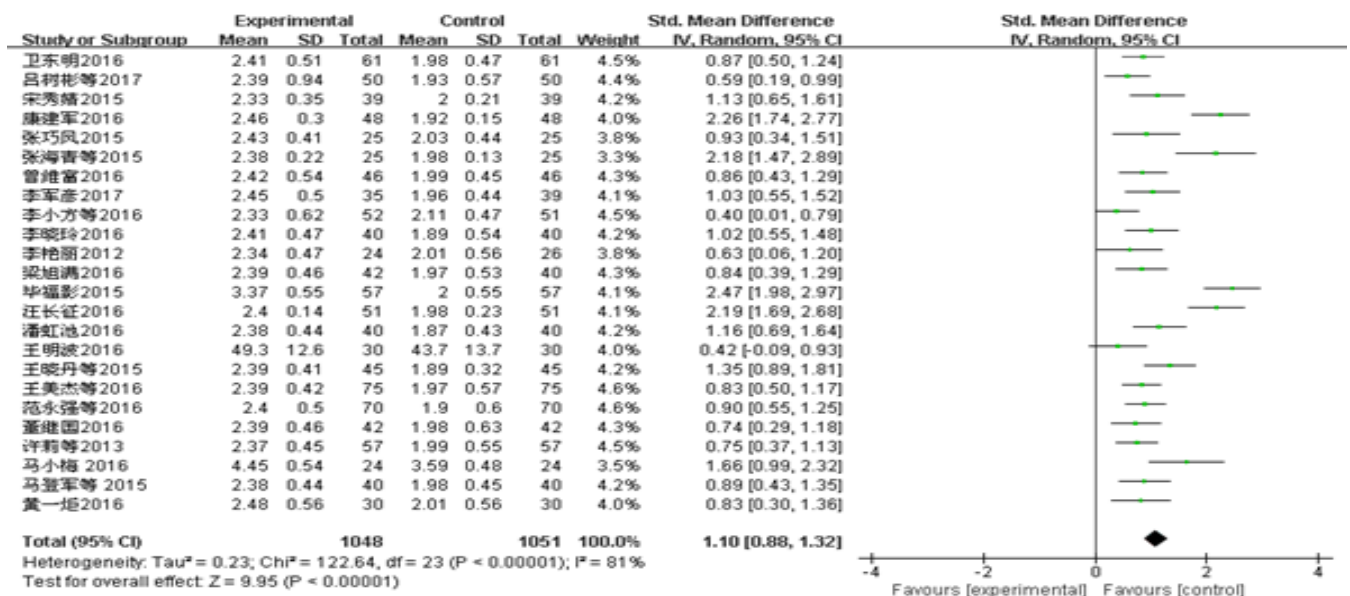 Experimental Control Std. Mean Difference Std. Mean Difference
Study or Subgroup Mean SD Total Mean SD Total Weight IV, Random, 95% CI IV, Random, 95% CI
卫东明2016 2.41 0.51 61 1.98 0.47 61 4.5% 0.87 [0.50, 1.24]
吕树彬等2017 2.39 0.94 50 1.93 0.57 50 4.4% 0.59 [0.19, 0.99]
宋秀婧2015 2.33 0.35 39 2 0.21 39 4.2% 1.13 [0.65, 1.61]
康建军2016 2.46 0.3 48 1.92 0.15 48 4.0% 2.26 [1.74, 2.77]
张巧凤2015 2.43 0.41 25 2.03 0.44 25 3.8% 0.93 [0.34, 1.51]
张海青等2015 2.38 0.22 25 1.98 0.13 25 3.3% 2.18 [1.47, 2.89]
曾维富2016 2.42 0.54 46 1.99 0.45 46 4.4% 0.86 [0.43, 1.29]
李军彦2017 2.45 0.5 35 1.96 0.44 39 4.1% 1.03 [0.55, 1.52]
李小方等2016 2.33 0.62 52 2.11 0.47 51 4.5% 0.40 [0.01, 0.79]
李晓玲2016 2.41 0.47 40 1.89 0.54 40 4.2% 1.02 [0.55, 1.48]
李艳丽2012 2.34 0.47 24 2.01 0.56 26 3.8% 0.63 [0.06, 1.20]
梁旭满2016 2.39 0.46 42 1.97 0.53 40 4.3% 0.84 [0.39, 1.29]
毕福影2015 3.37 0.55 57 2 0.55 57 4.1% 2.47 [1.98, 2.97]
汪长征2016 2.4 0.14 51 1.98 0.23 51 4.1% 2.19 [1.69, 2.68]
潘虹池2016 2.38 0.44 40 1.87 0.43 40 4.2% 1.16 [0.69, 1.64]
王明波2016 49.3 12.6 30 43.7 13.7 30 4.0% 0.42 [-0.09, 0.93]
王晓丹等2015 2.39 0.41 45 1.89 0.32 45 4.2% 1.35 [0.89, 1.81]
王美杰等2016 2.39 0.42 75 1.97 0.57 75 4.6% 0.83 [0.50, 1.17]
范永强等2016 2.4 0.5 70 1.9 0.6 70 4.6% 0.90 [0.55, 1.25]
董继国2016 2.39 0.46 42 1.98 0.63 42 4.3% 0.74 [0.29, 1.18]
许莉等2013 2.37 0.45 57 1.99 0.55 57 4.5% 0.75 [0.37, 1.13]
马小梅 2016 4.45 0.54 24 3.59 0.48 24 3.5% 1.66 [0.99, 2.32]
马登军等 2015 2.38 0.44 40 1.98 0.45 40 4.3% 0.89 [0.43, 1.35]
黄一炬2016 2.48 0.56 30 2.01 0.56 30 4.0% 0.83 [0.30, 1.36]
Total (95% CI) 1048 1051 100.0% 1.10 [0.88, 1.32]
Heterogeneity: Tau² = 0.23; Chi² = 122.64, df = 23 (P < 0.00001); I² = 81%
Test for overall effect: Z = 9.95 (P < 0.00001)
-4 -2 0 2 4
Favours [experimental] Favours [control]